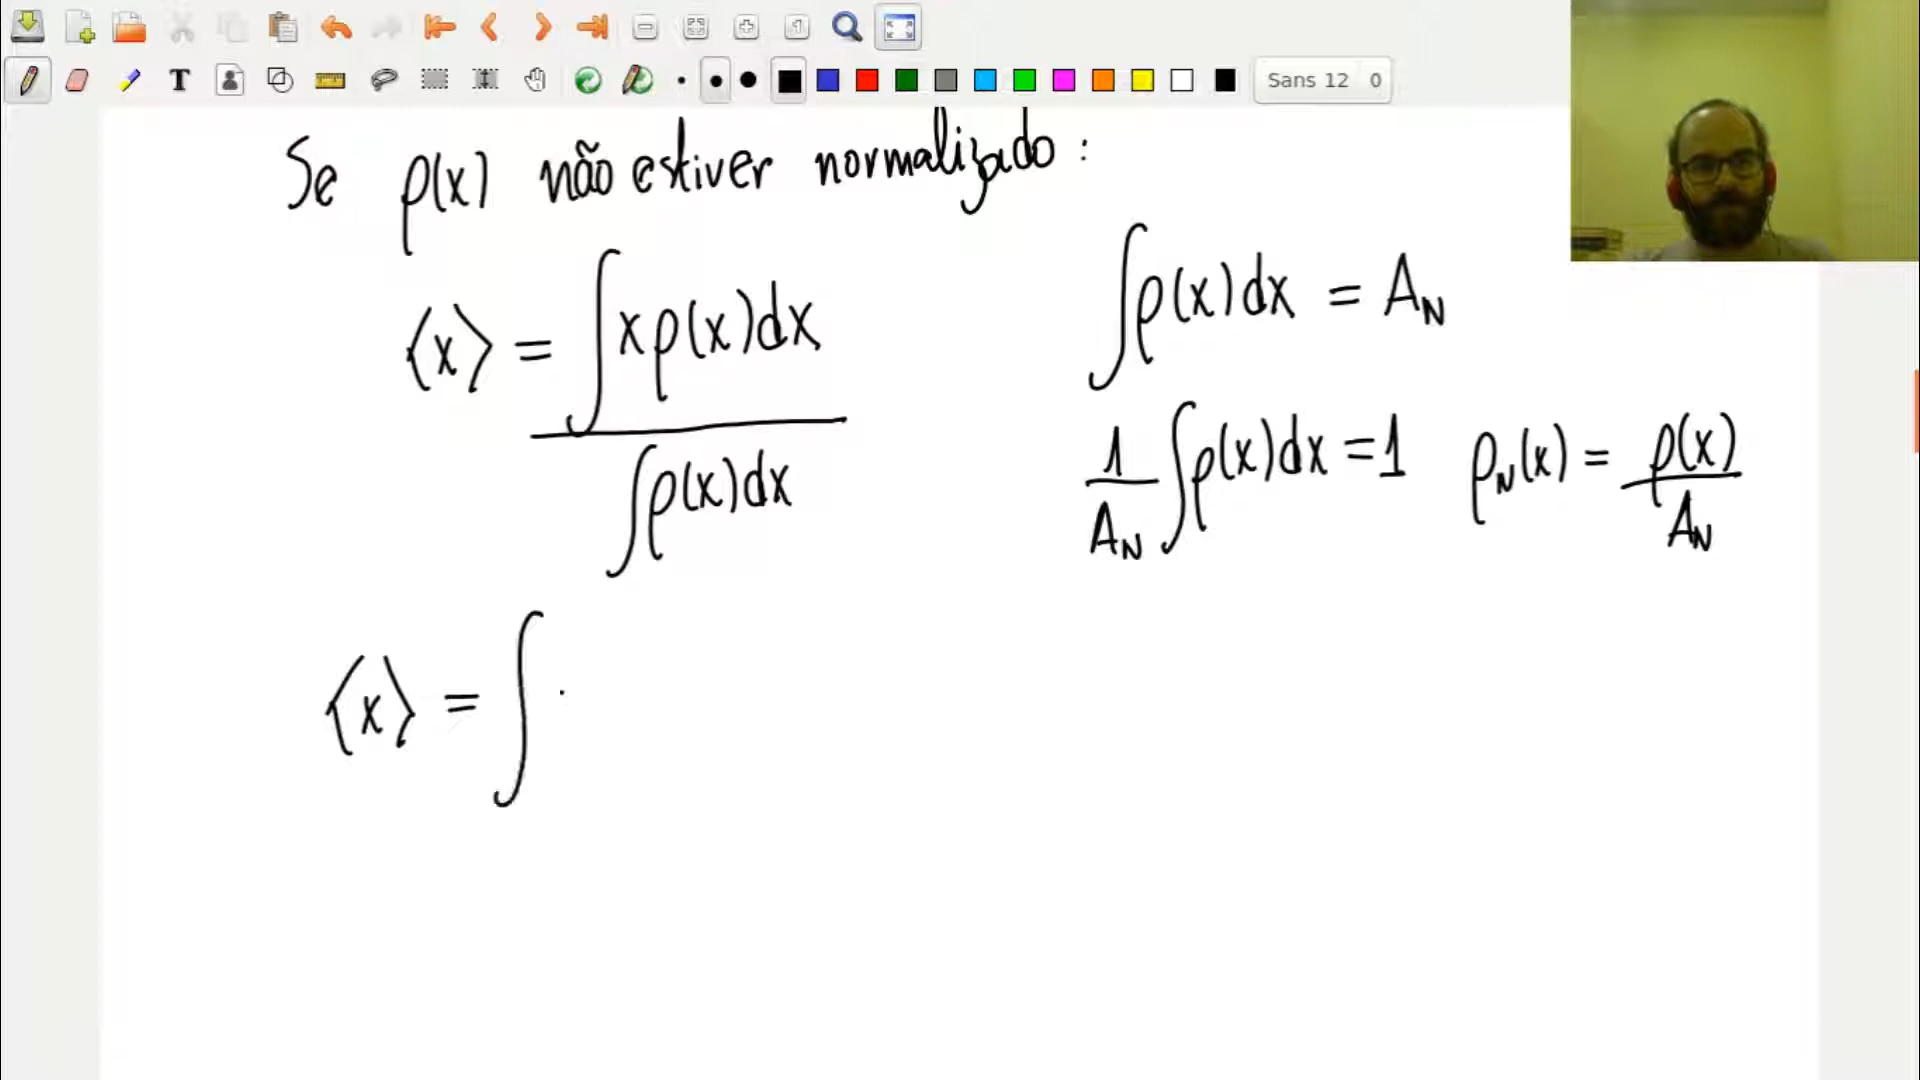 Sans 12 0
Se ρ(x) não estiver normalizado:
⟨x⟩ = ∫xρ(x)dx / ∫ρ(x)dx
∫ρ(x)dx = A_N
1/A_N ∫ρ(x)dx = 1 ρ_N(x) = ρ(x)/A_N
⟨x⟩ = ∫